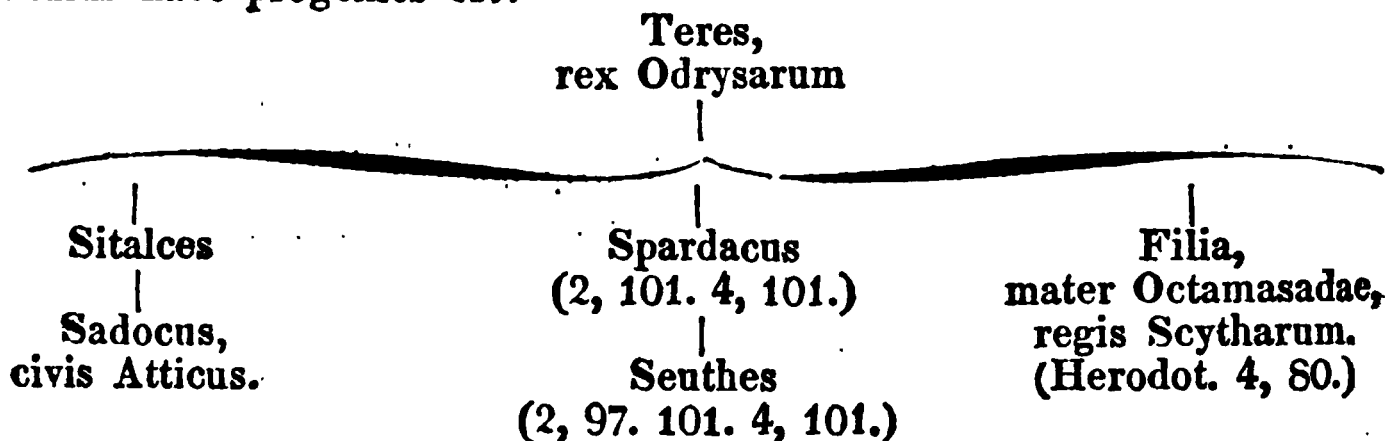 Teres,
rex Odrysarum
Sitalces
Sadocus,
civis Atticus.
Spardacus
(2, 101. 4, 101.)
Seuthes
(2, 97. 101. 4, 101.)
Filia,
mater Octamasadae,
regis Scytharum.
(Herodot. 4, 80.)